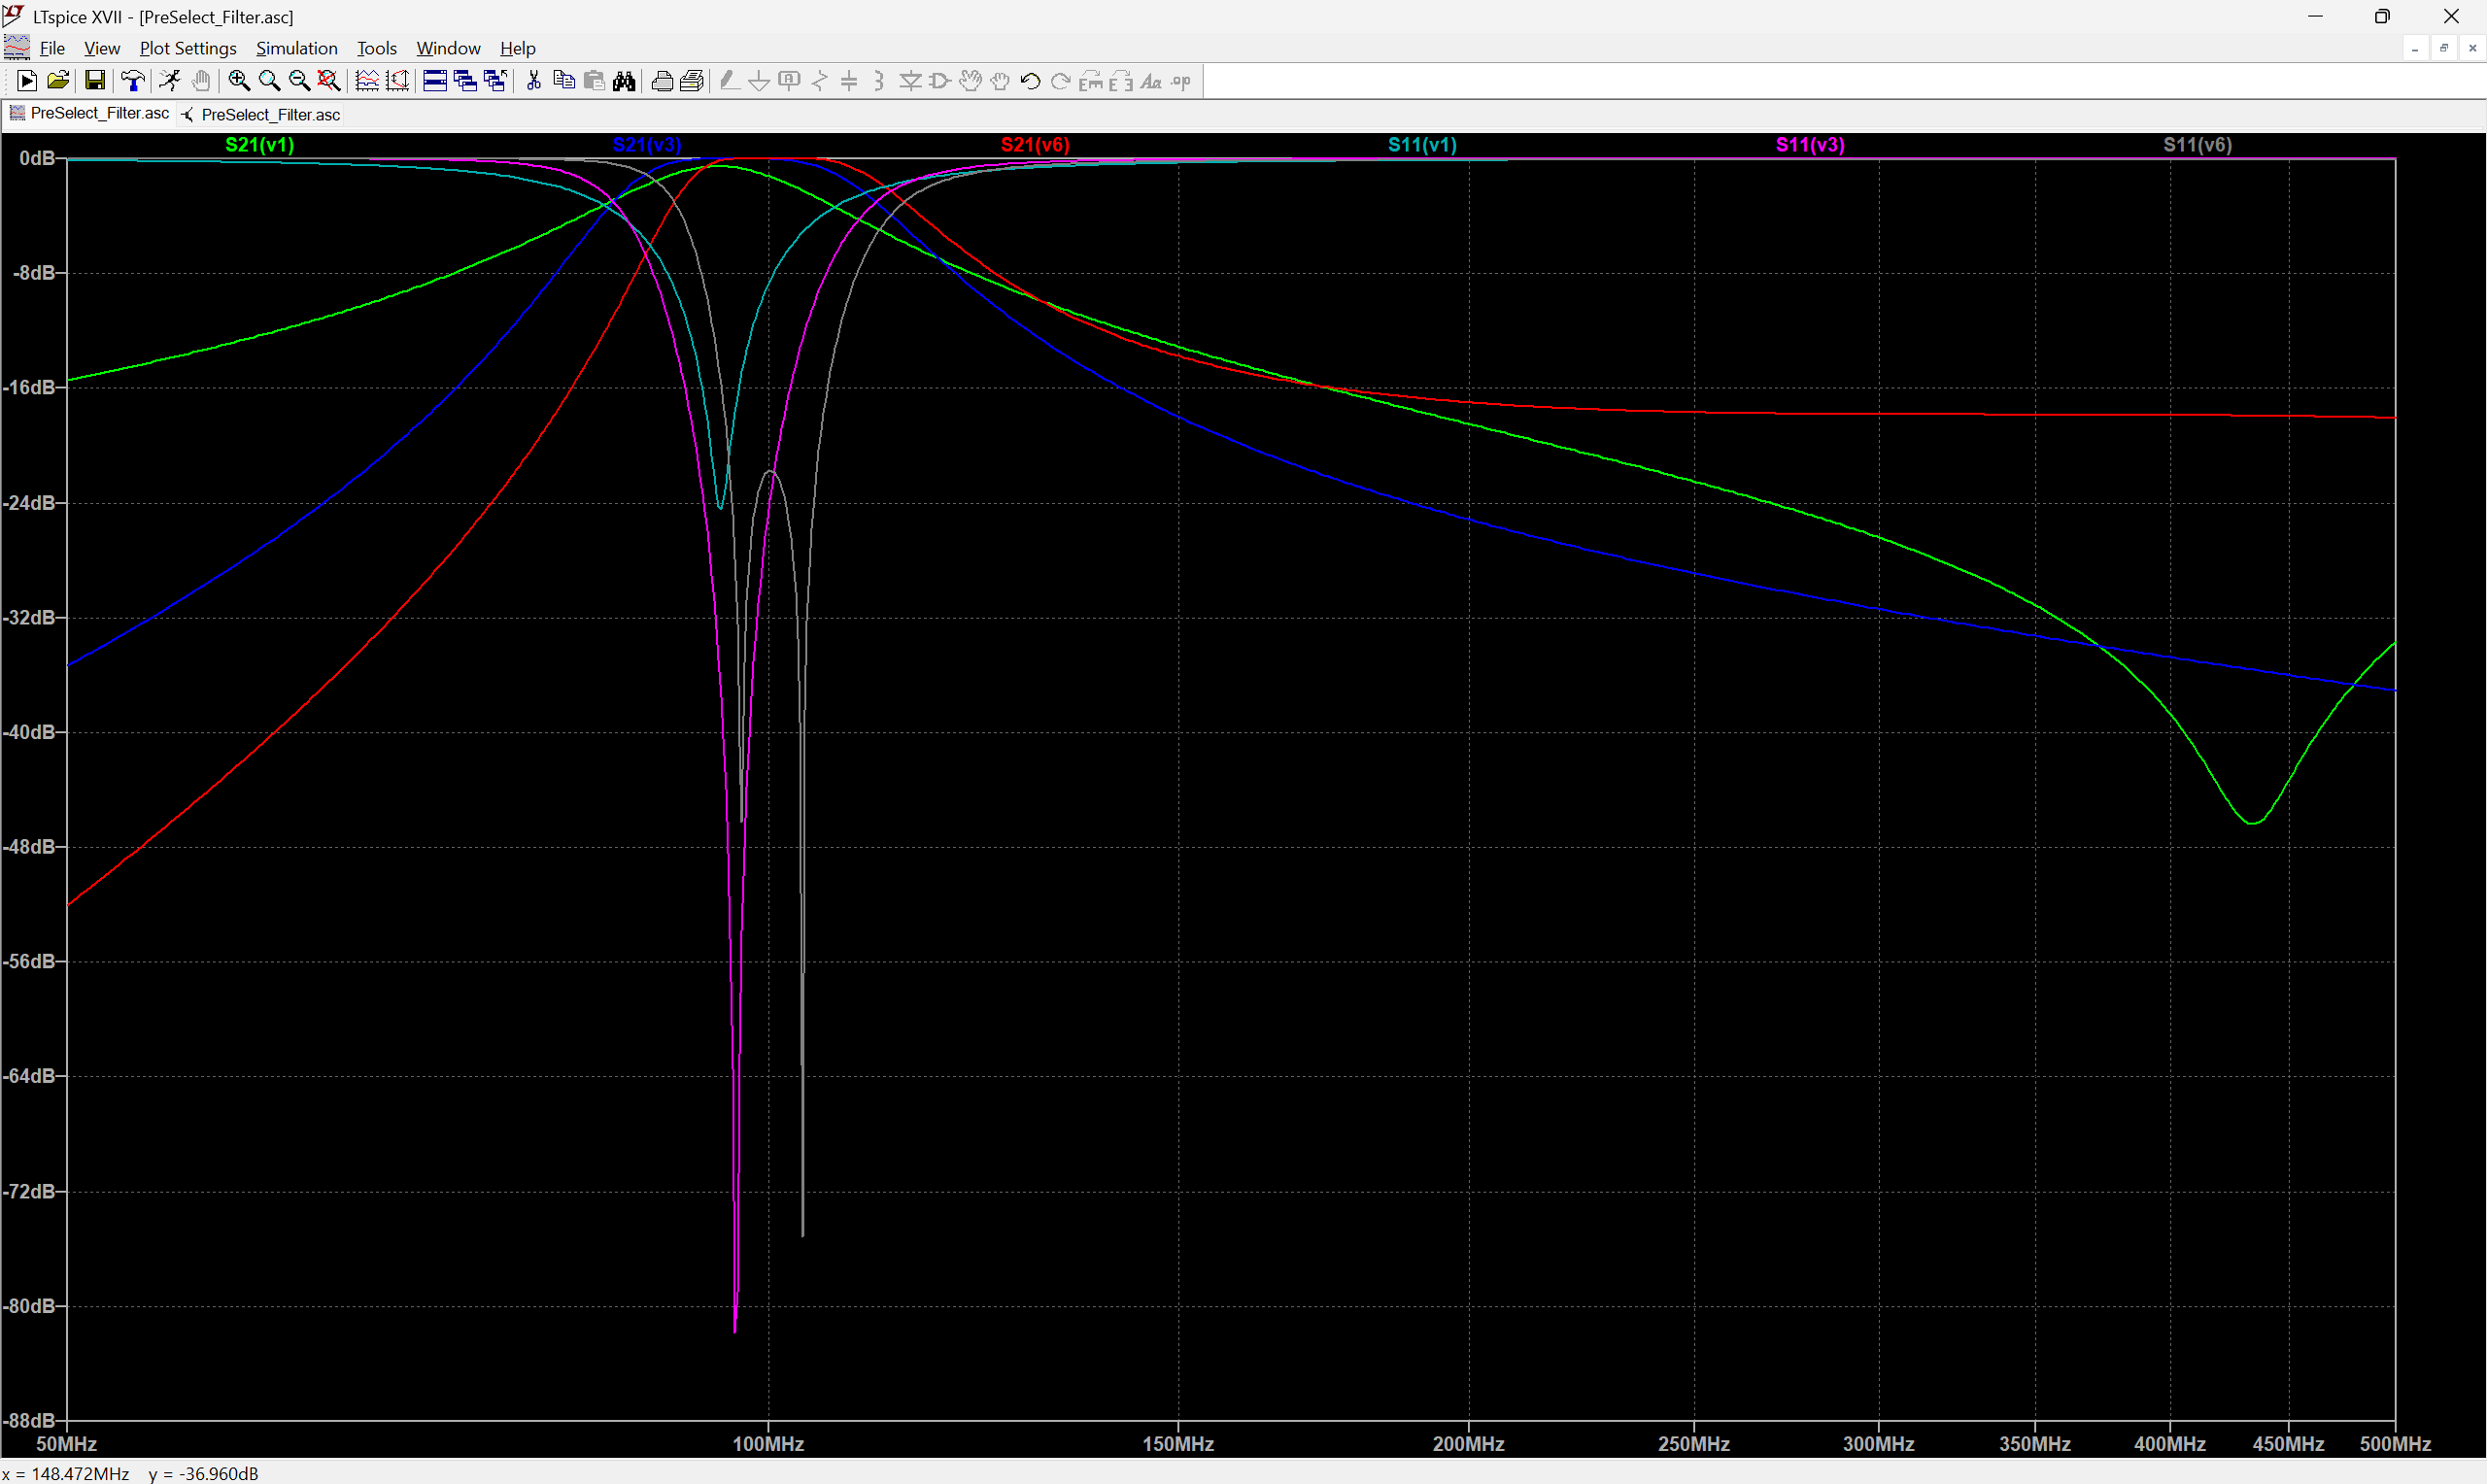 LTspice XVII - [PreSelect_Filter.asc]
File View Plot Settings Simulation Tools Window Help
Aa .op
PreSelect_Filter.asc PreSelect_Filter.asc
S21(v1) S21(v3) S21(v6) S11(v1) S11(v3) S11(v6)
0dB
-8dB
-16dB
-24dB
-32dB
-40dB
-48dB
-56dB
-64dB
-72dB
-80dB
-88dB
50MHz 100MHz 150MHz 200MHz 250MHz 300MHz 350MHz 400MHz 450MHz 500MHz
x = 148.472MHz y = -36.960dB